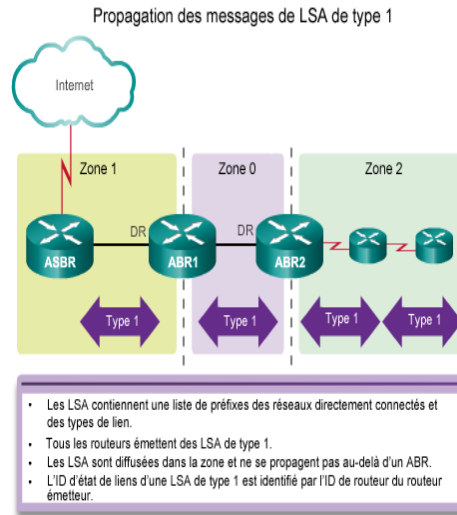 Propagation des messages de LSA de type 1
Internet
Zone 1
Zone 0
Zone 2
DR
DR
ASBR
ABR1
ABR2
Type 1
Type 1
Type 1
Type 1
• Les LSA contiennent une liste de préfixes des réseaux directement connectés et
des types de lien.
• Tous les routeurs émettent des LSA de type 1.
• Les LSA sont diffusées dans la zone et ne se propagent pas au-delà d'un ABR.
• L'ID d'état de liens d'une LSA de type 1 est identifié par l'ID de routeur du routeur
émetteur.